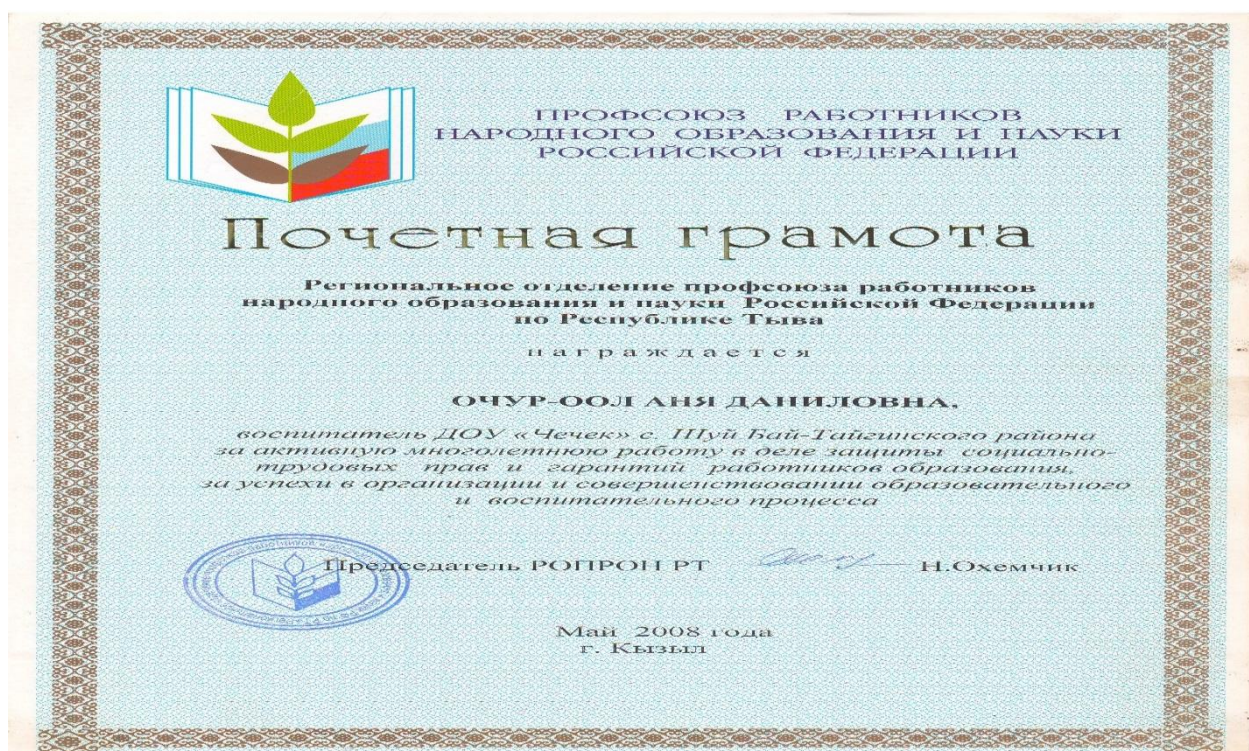 ПРОФСОЮЗ РАБОТНИКОВ
НАРОДНОГО ОБРАЗОВАНИЯ И НАУКИ
РОССИЙСКОЙ ФЕДЕРАЦИИ
Почетная грамота
Региональное отделение профсоюза работников
народного образования и науки Российской Федерации
по Республике Тыва
награждается
ОЧУР-ООЛ АНЯ ДАНИЛОВНА,
воспитатель ДОУ «Чечек» с. Шуй Бай-Тайгинского района
за активную многолетнюю работу в деле защиты социально-
трудовых прав и гарантий работников образования,
за успехи в организации и совершенствовании образовательного
и воспитательного процесса
Председатель РОПРОН РТ Н.Охемчик
Май 2008 года
г. Кызыл